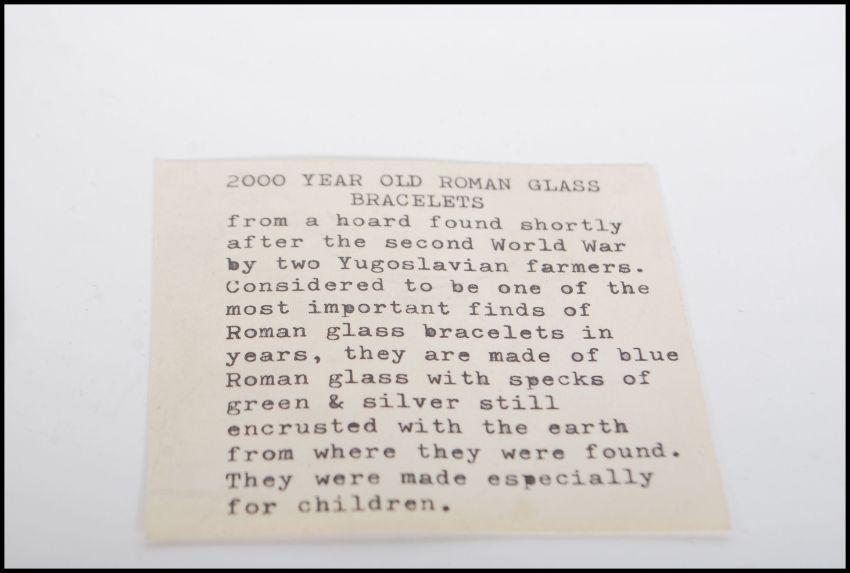 2000 YEAR OLD ROMAN GLASS
BRACELETS
from a hoard found shortly
after the second World War
by two Yugoslavian farmers.
Considered to be one of the
most important finds of
Roman glass bracelets in
years, they are made of blue
Roman glass with specks of
green & silver still
encrusted with the earth
from where they were found.
They were made especially
for children.